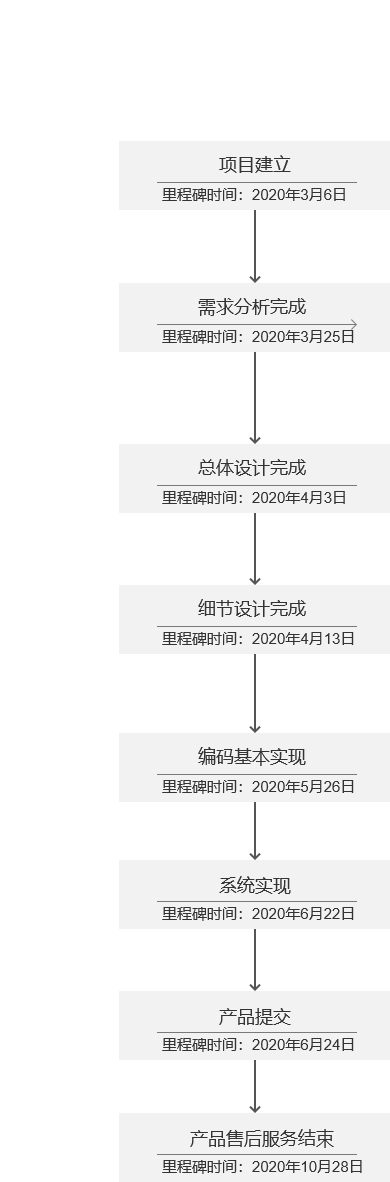 项目建立
里程碑时间：2020年3月6日
需求分析完成
里程碑时间：2020年3月25日
总体设计完成
里程碑时间：2020年4月3日
细节设计完成
里程碑时间：2020年4月13日
编码基本实现
里程碑时间：2020年5月26日
系统实现
里程碑时间：2020年6月22日
产品提交
里程碑时间：2020年6月24日
产品售后服务结束
里程碑时间：2020年10月28日